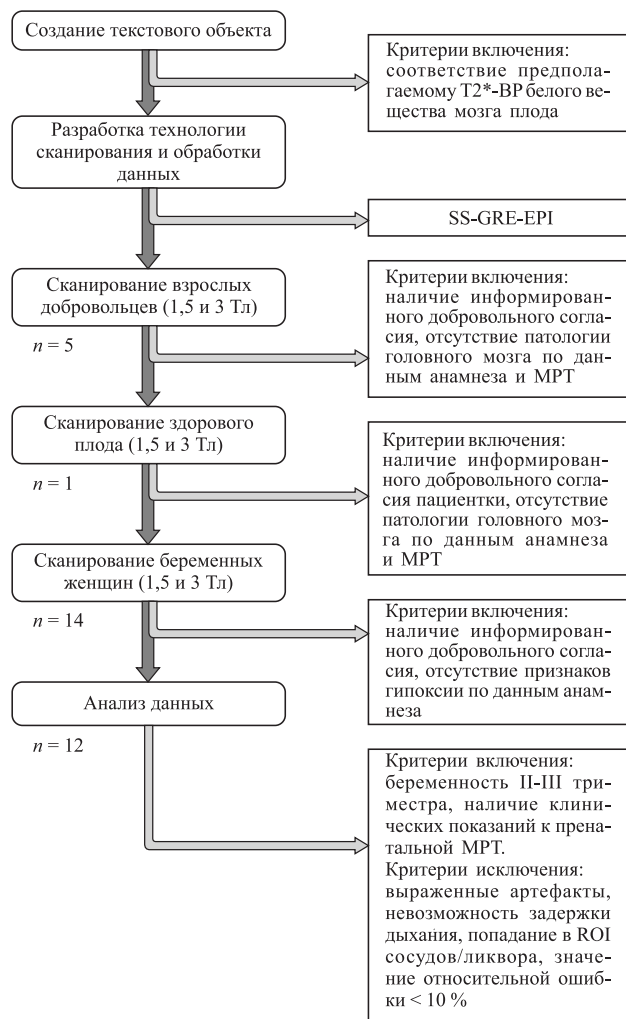 Создание текстового объекта
Критерии включения:
соответствие предпола-
гаемому T2*-ВР белого ве-
щества мозга плода
Разработка технологии
сканирования и обработки
данных
SS-GRE-EPI
Сканирование взрослых
добровольцев (1,5 и 3 Тл)
n = 5
Критерии включения:
наличие информирован-
ного добровольного согла-
сия, отсутствие патологии
головного мозга по дан-
ным анамнеза и МРТ
Сканирование здорового
плода (1,5 и 3 Тл)
n = 1
Критерии включения:
наличие информирован-
ного добровольного согла-
сия пациентки, отсутствие
патологии головного моз-
га по данным анамнеза
и МРТ
Сканирование беременных
женщин (1,5 и 3 Тл)
n = 14
Критерии включения:
наличие информирован-
ного добровольного согла-
сия, отсутствие признаков
гипоксии по данным анам-
неза
Анализ данных
n = 12
Критерии включения:
беременность II-III три-
местра, наличие клини-
ческих показаний к прена-
тальной МРТ.
Критерии исключения:
выраженные артефакты,
невозможность задержки
дыхания, попадание в ROI
сосудов/ликвора, значе-
ние относительной ошиб-
ки < 10 %